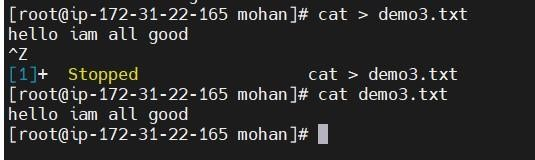 [root@ip-172-31-22-165 mohan]# cat > demo3.txt
hello iam all good
^Z
[1]+  Stopped                 cat > demo3.txt
[root@ip-172-31-22-165 mohan]# cat demo3.txt
hello iam all good
[root@ip-172-31-22-165 mohan]#